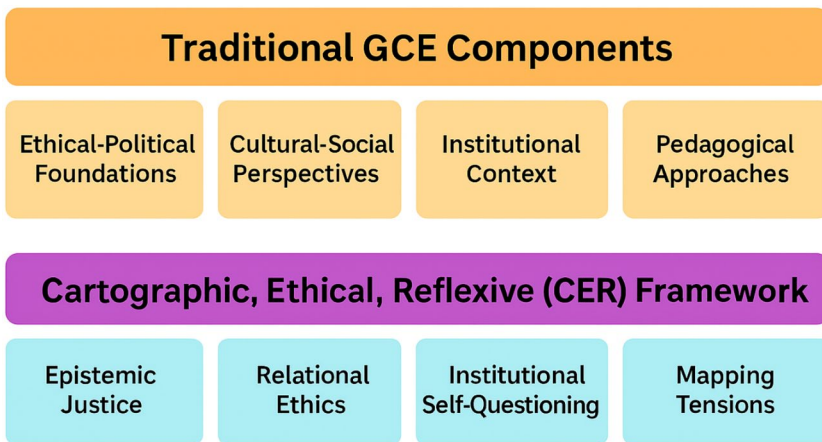 Traditional GCE Components
Ethical-Political
Foundations
Cultural-Social
Perspectives
Institutional
Context
Pedagogical
Approaches
Cartographic, Ethical, Reflexive (CER) Framework
Epistemic
Justice
Relational
Ethics
Institutional
Self-Questioning
Mapping
Tensions